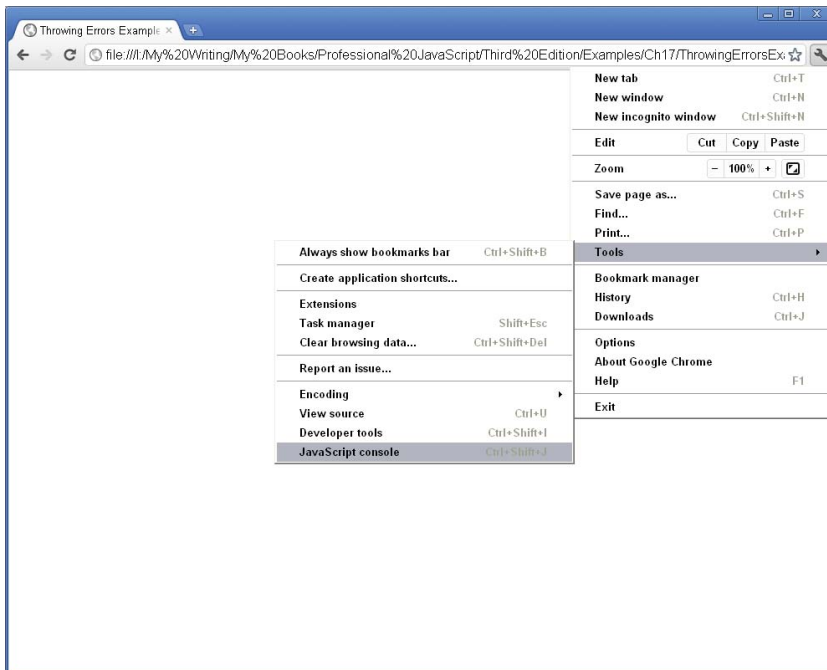 Throwing Errors Example
file:///I:/My%20Writing/My%20Books/Professional%20JavaScript/Third%20Edition/Examples/Ch17/ThrowingErrorsEx
New tab Ctrl+T
New window Ctrl+N
New incognito window Ctrl+Shift+N
Edit Cut Copy Paste
Zoom - 100% +
Save page as... Ctrl+S
Find... Ctrl+F
Print... Ctrl+P
Tools
Always show bookmarks bar Ctrl+Shift+B
Create application shortcuts...
Extensions
Task manager Shift+Esc
Clear browsing data... Ctrl+Shift+Del
Report an issue...
Encoding
View source Ctrl+U
Developer tools Ctrl+Shift+I
JavaScript console Ctrl+Shift+J
Bookmark manager
History Ctrl+H
Downloads Ctrl+J
Options
About Google Chrome
Help F1
Exit